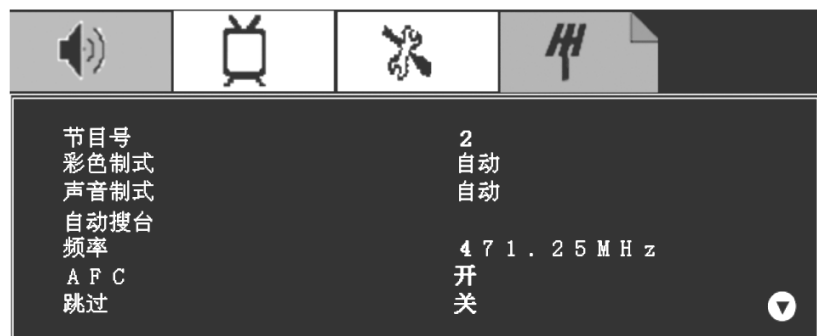 节目号 2
彩色制式 自动
声音制式 自动
自动搜台
频率 471.25MHz
AFC 开
跳过 关